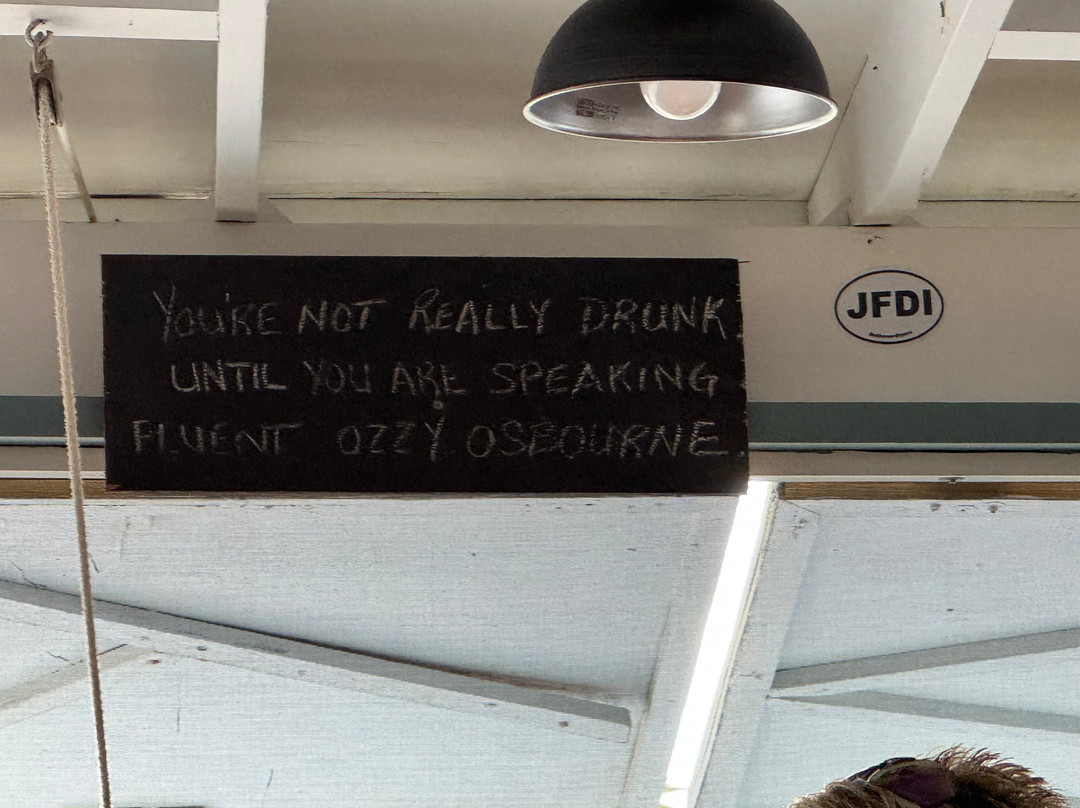 YOU'RE NOT REALLY DRUNK
UNTIL YOU ARE SPEAKING
FLUENT OZZY OSBOURNE.
JFDI